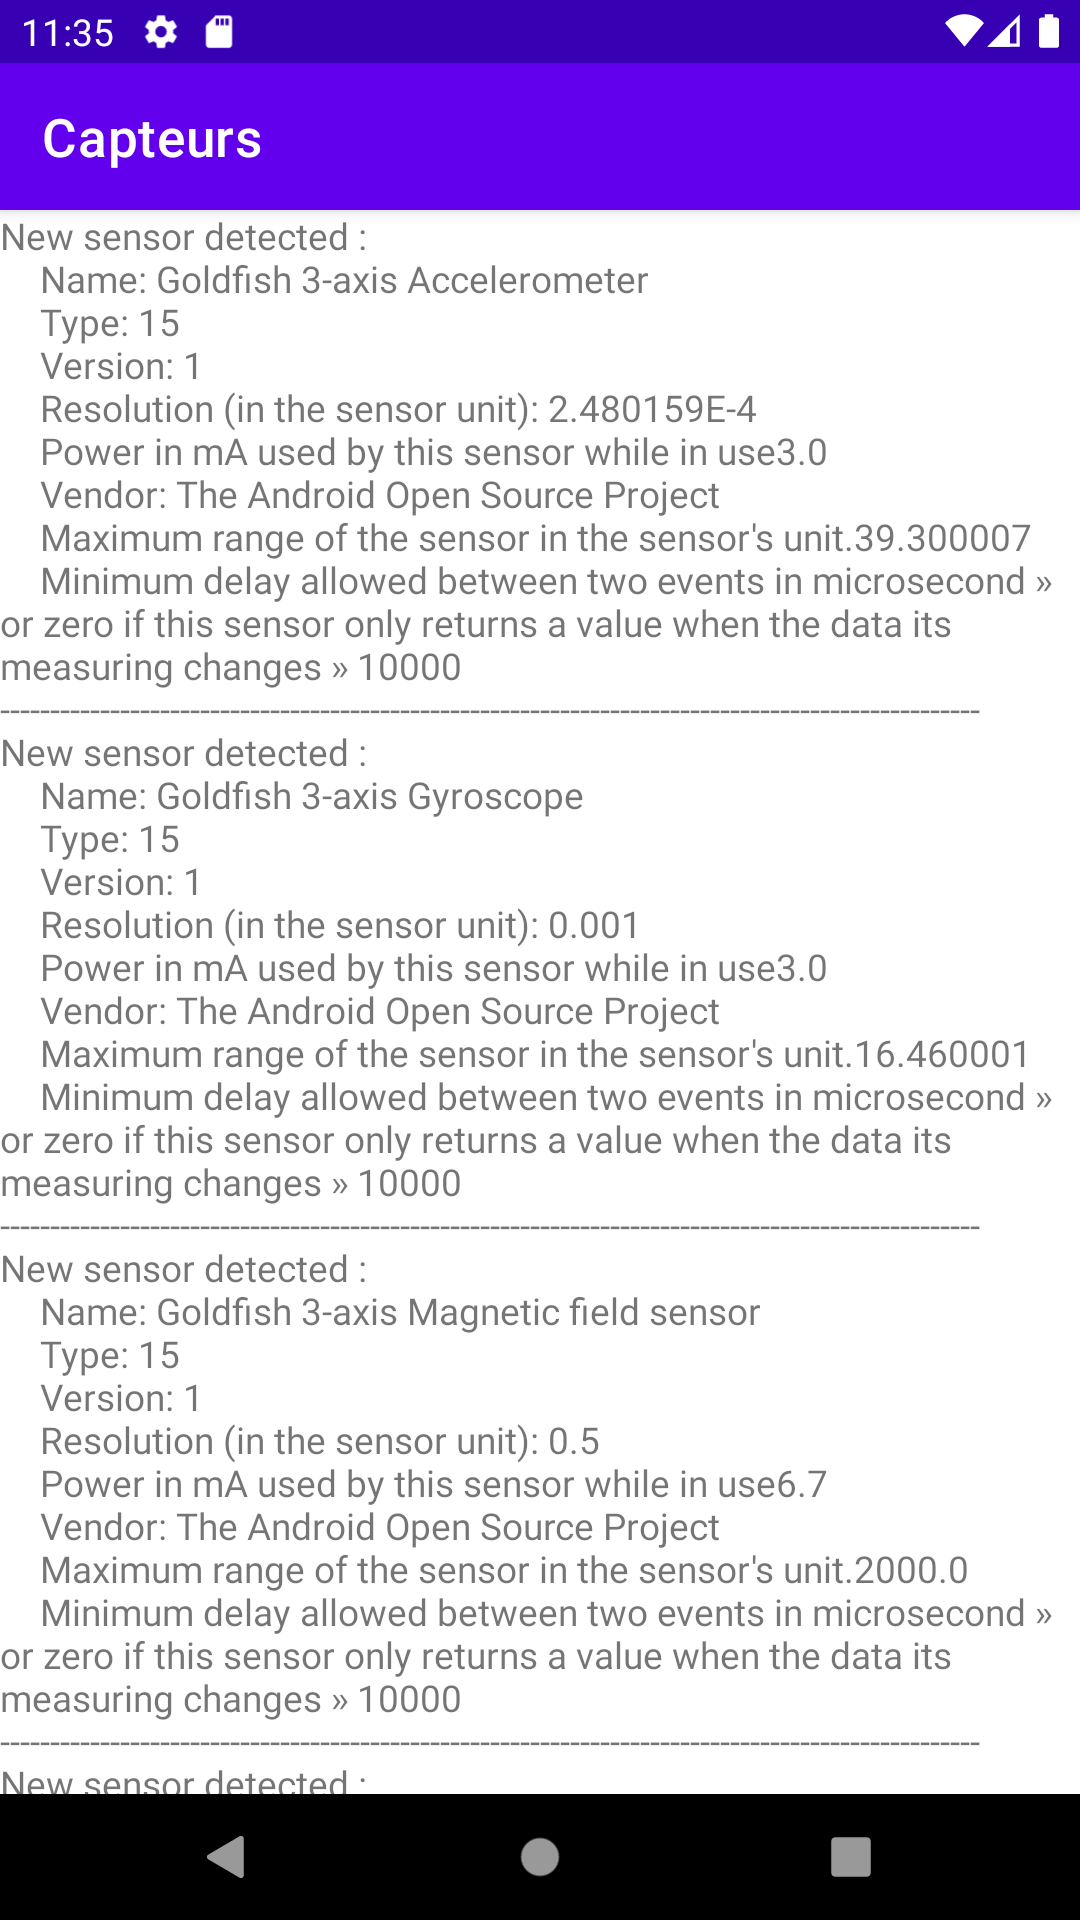 11:35
Capteurs
New sensor detected :
Name: Goldfish 3-axis Accelerometer
Type: 15
Version: 1
Resolution (in the sensor unit): 2.480159E-4
Power in mA used by this sensor while in use3.0
Vendor: The Android Open Source Project
Maximum range of the sensor in the sensor's unit.39.300007
Minimum delay allowed between two events in microsecond »
or zero if this sensor only returns a value when the data its
measuring changes » 10000
--------------------------------------------------------------------------------------------------
New sensor detected :
Name: Goldfish 3-axis Gyroscope
Type: 15
Version: 1
Resolution (in the sensor unit): 0.001
Power in mA used by this sensor while in use3.0
Vendor: The Android Open Source Project
Maximum range of the sensor in the sensor's unit.16.460001
Minimum delay allowed between two events in microsecond »
or zero if this sensor only returns a value when the data its
measuring changes » 10000
--------------------------------------------------------------------------------------------------
New sensor detected :
Name: Goldfish 3-axis Magnetic field sensor
Type: 15
Version: 1
Resolution (in the sensor unit): 0.5
Power in mA used by this sensor while in use6.7
Vendor: The Android Open Source Project
Maximum range of the sensor in the sensor's unit.2000.0
Minimum delay allowed between two events in microsecond »
or zero if this sensor only returns a value when the data its
measuring changes » 10000
--------------------------------------------------------------------------------------------------
New sensor detected :